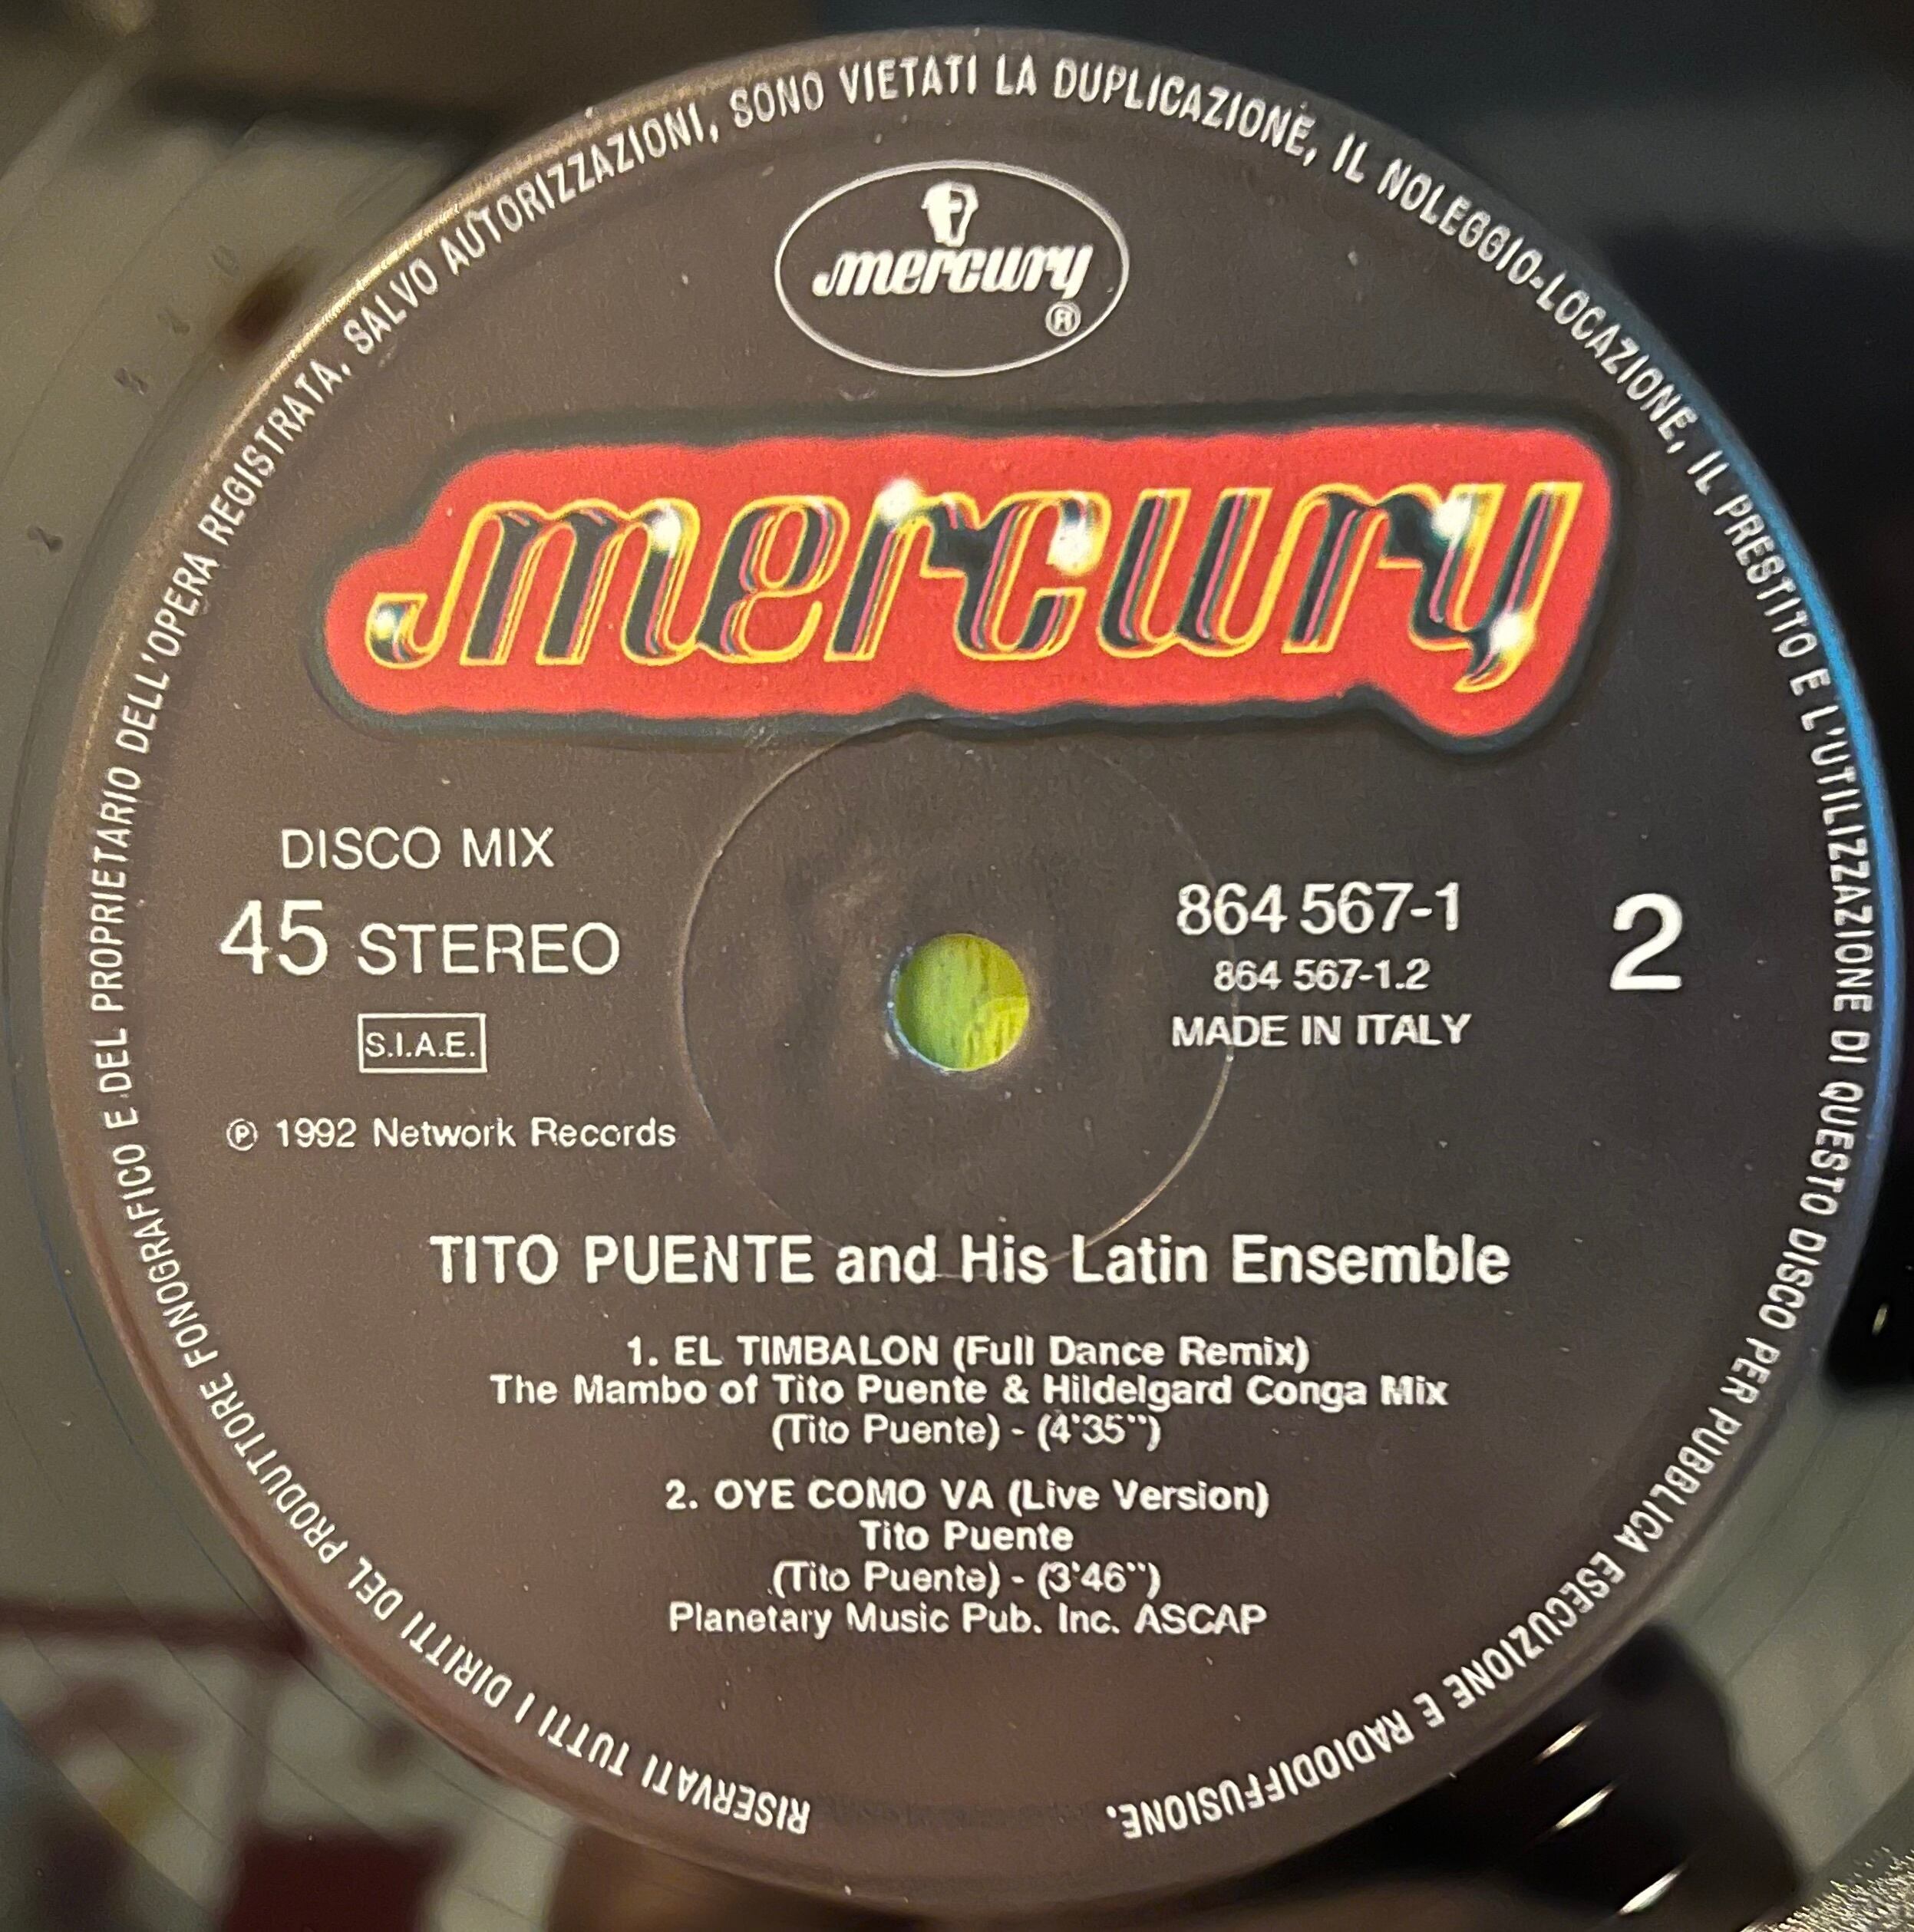 RISERVATI TUTTI I DIRITTI DEL PRODUTTORE FONOGRAFICO E DEL PROPRIETARIO DELL'OPERA REGISTRATA. SALVO AUTORIZZAZIONI, SONO VIETATI LA DUPLICAZIONE, IL NOLEGGIO-LOCAZIONE, IL PRESTITO E L'UTILIZZAZIONE DI QUESTO DISCO PER PUBBLICA ESECUZIONE E RADIODIFFUSIONE.
mercury
®
mercury
DISCO MIX
45 STEREO
S.I.A.E.
℗ 1992 Network Records
864 567-1
864 567-1.2
MADE IN ITALY
2
TITO PUENTE and His Latin Ensemble
1. EL TIMBALON (Full Dance Remix)
The Mambo of Tito Puente & Hildelgard Conga Mix
(Tito Puente) - (4'35'')
2. OYE COMO VA (Live Version)
Tito Puente
(Tito Puente) - (3'46'')
Planetary Music Pub. Inc. ASCAP